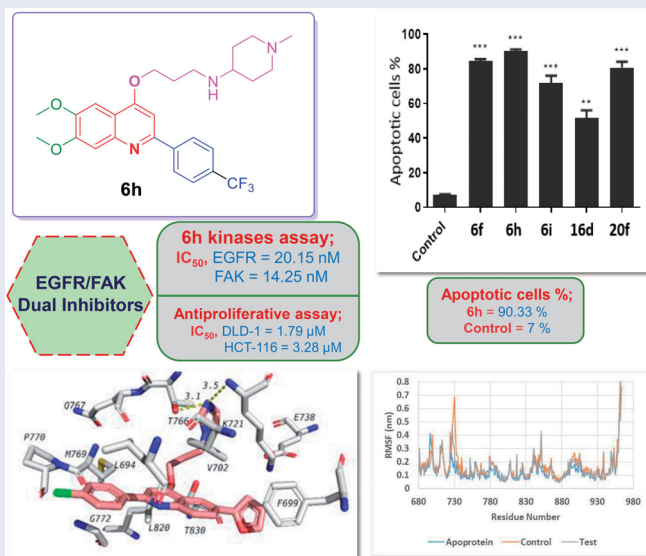 N
O
N
H
O
O
N
CF3
6h
Apoptotic cells %
100
80
60
40
20
0
***
***
***
**
***
Control
6f
6h
6i
16d
20f
EGFR/FAK
Dual Inhibitors
6h kinases assay;
IC50, EGFR = 20.15 nM
FAK = 14.25 nM
Antiproliferative assay;
IC50, DLD-1 = 1.79 µM
HCT-116 = 3.28 µM
Apoptotic cells %;
6h = 90.33 %
Control = 7 %
Q767
3.1
3.5
T766
K721
E738
P770
M769
L694
V702
F699
G772
L820
T830
RMSF (nm)
0.8
0.7
0.6
0.5
0.4
0.3
0.2
0.1
0
680 730 780 830 880 930 980
Residue Number
Apoprotein Control Test